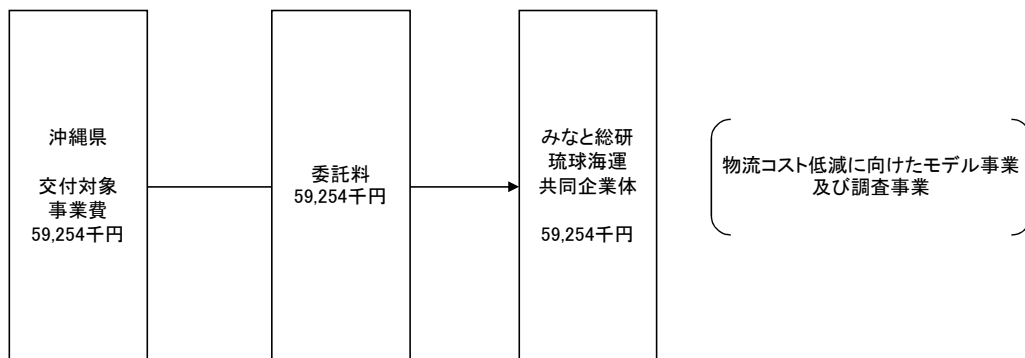 沖縄県
交付対象
事業費
59,254千円
委託料
59,254千円
みなと総研
琉球海運
共同企業体
59,254千円
物流コスト低減に向けたモデル事業
及び調査事業